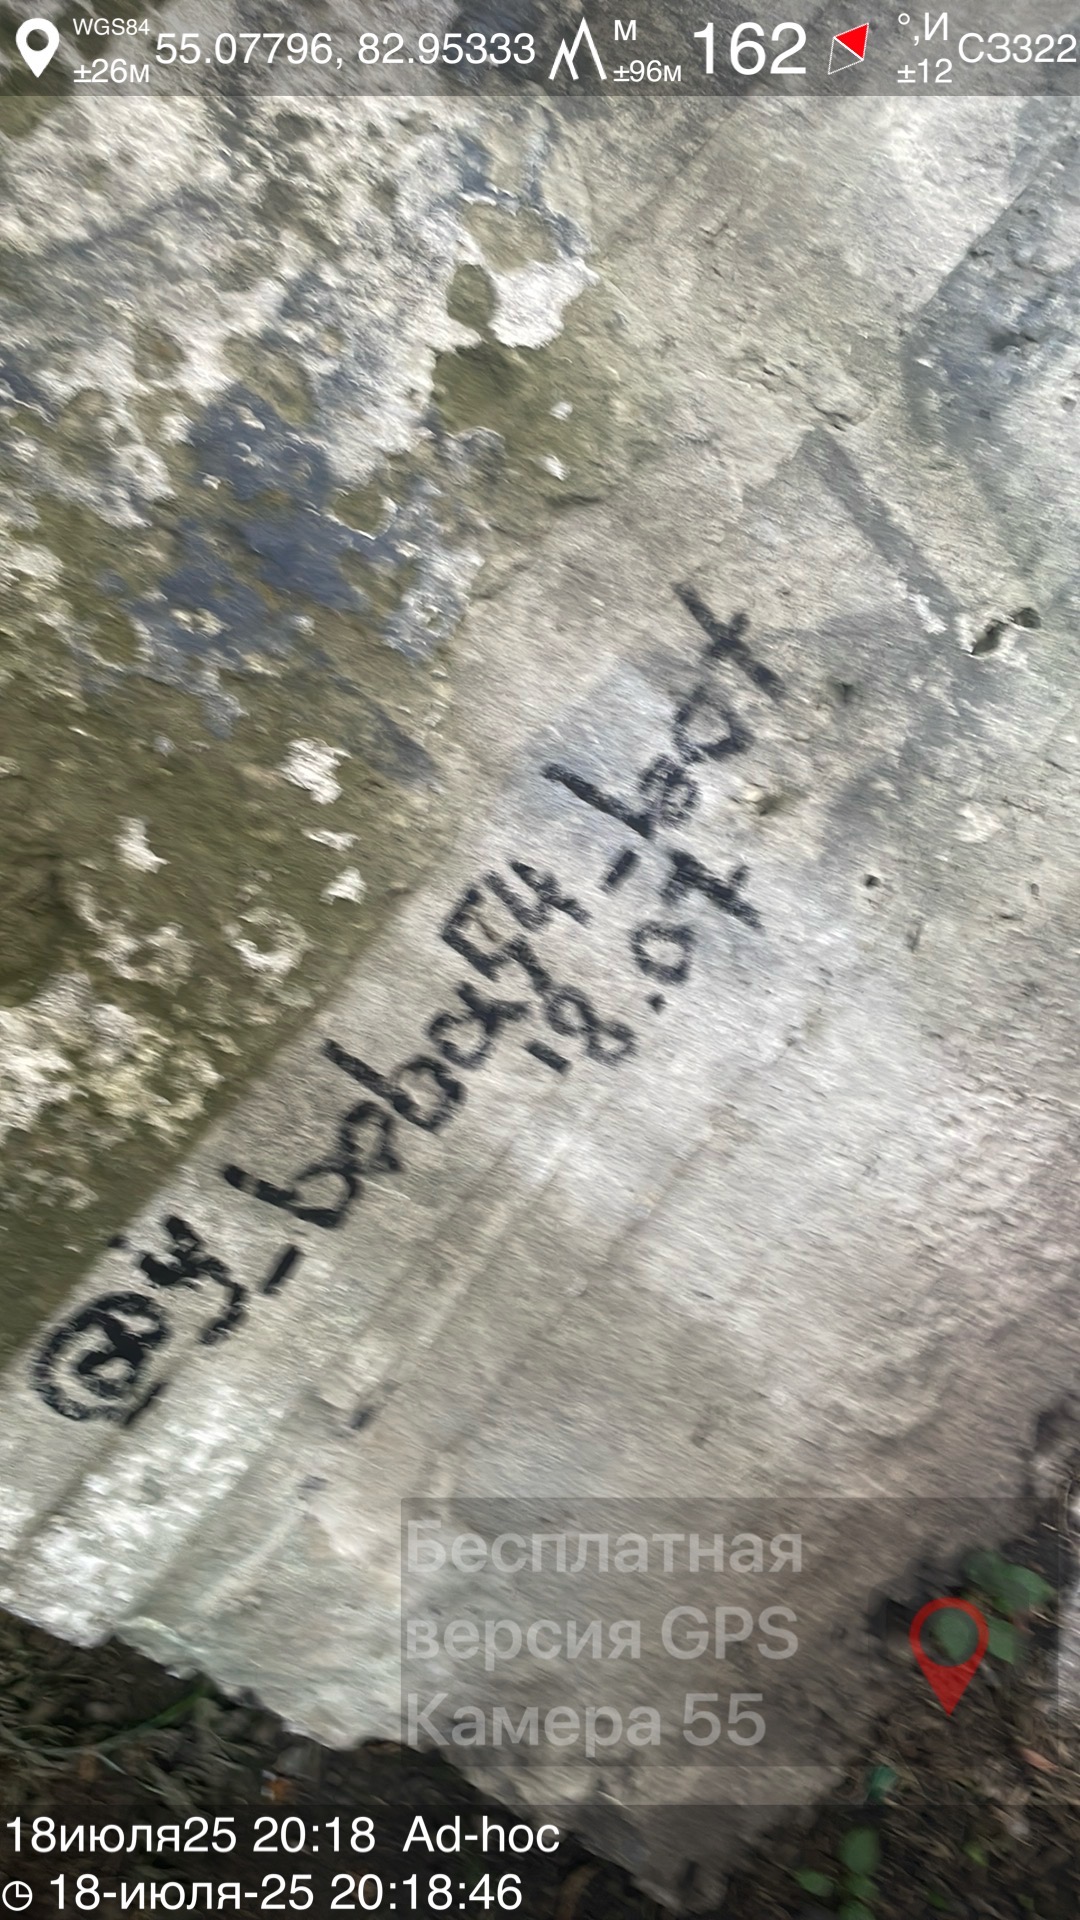 WGS84
±26м
55.07796, 82.95333
м
±96м
162
°,И
±12
СЗ322
18.07
Бесплатная
версия GPS
Камера 55
18июля25 20:18 Ad-hoc
18-июля-25 20:18:46